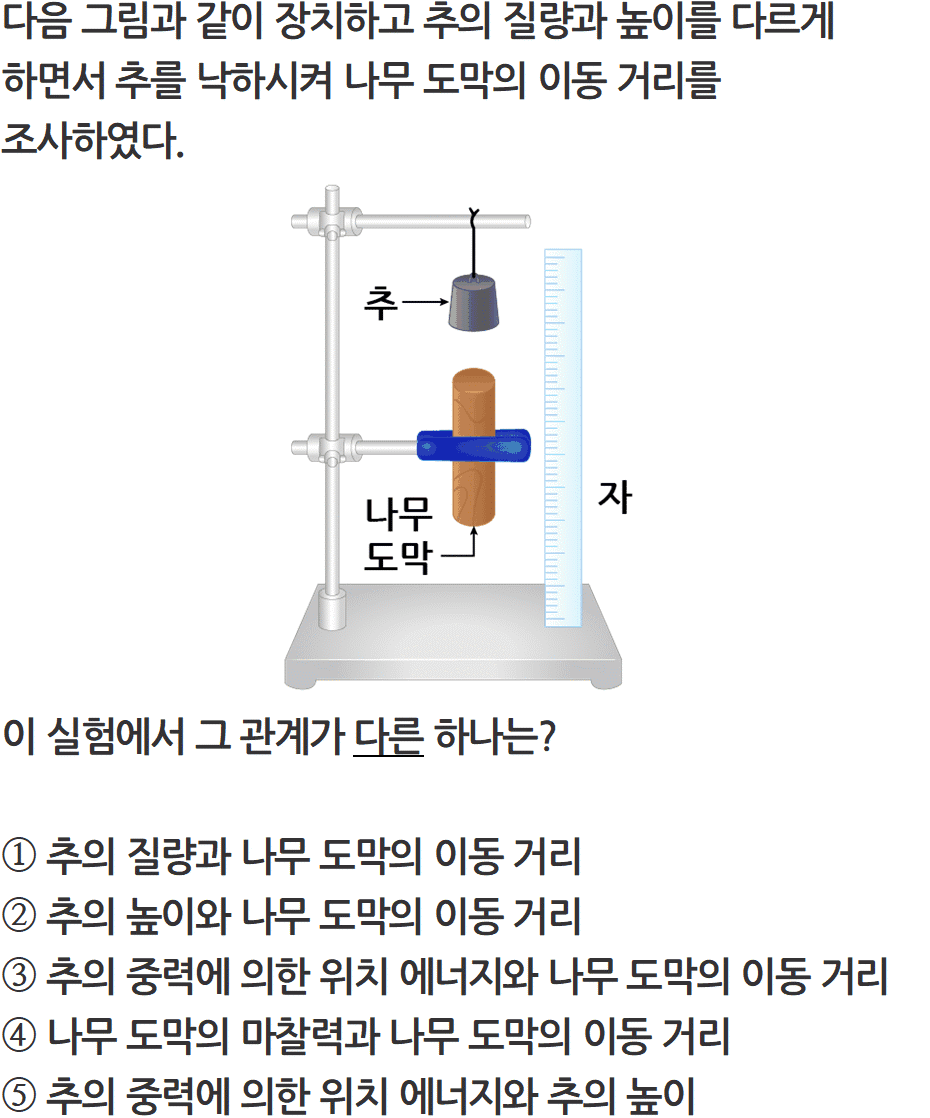 다음 그림과 같이 장치하고 추의 질량과 높이를 다르게
하면서 추를 낙하시켜 나무 도막의 이동 거리를
조사하였다.
추
자
나무
도막
이 실험에서 그 관계가 다른 하나는?
① 추의 질량과 나무 도막의 이동 거리
② 추의 높이와 나무 도막의 이동 거리
③ 추의 중력에 의한 위치 에너지와 나무 도막의 이동 거리
④ 나무 도막의 마찰력과 나무 도막의 이동 거리
⑤ 추의 중력에 의한 위치 에너지와 추의 높이